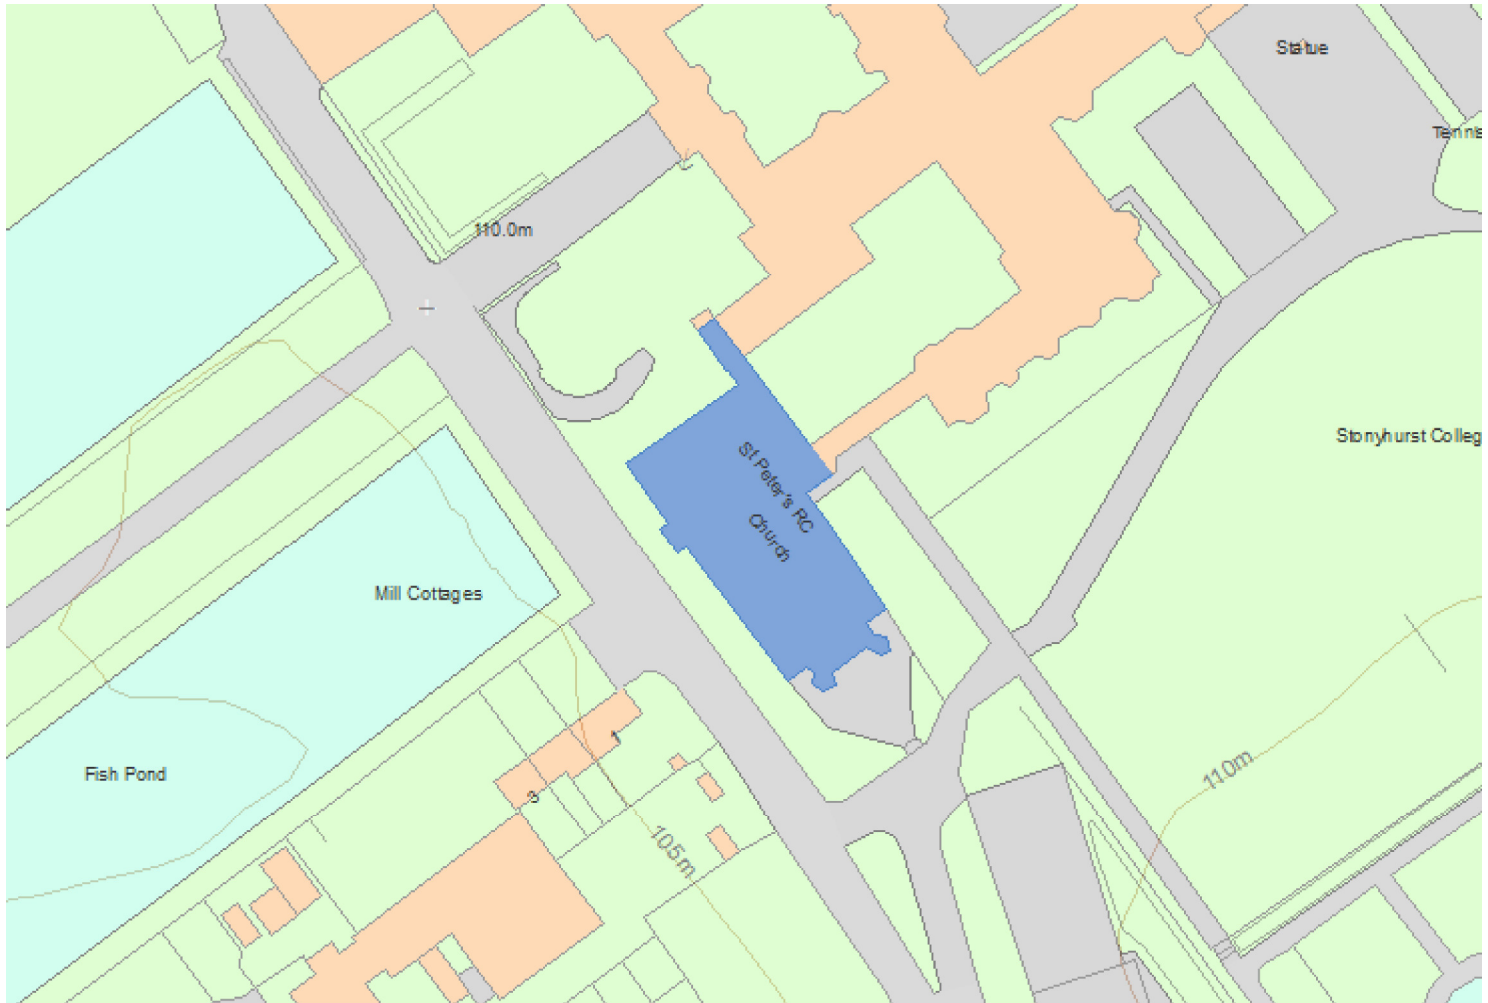 Statue
Tennis
110.0m
Stonyhurst Colleg
St Peter's RC
Church
Mill Cottages
1
Fish Pond
3
110m
105m